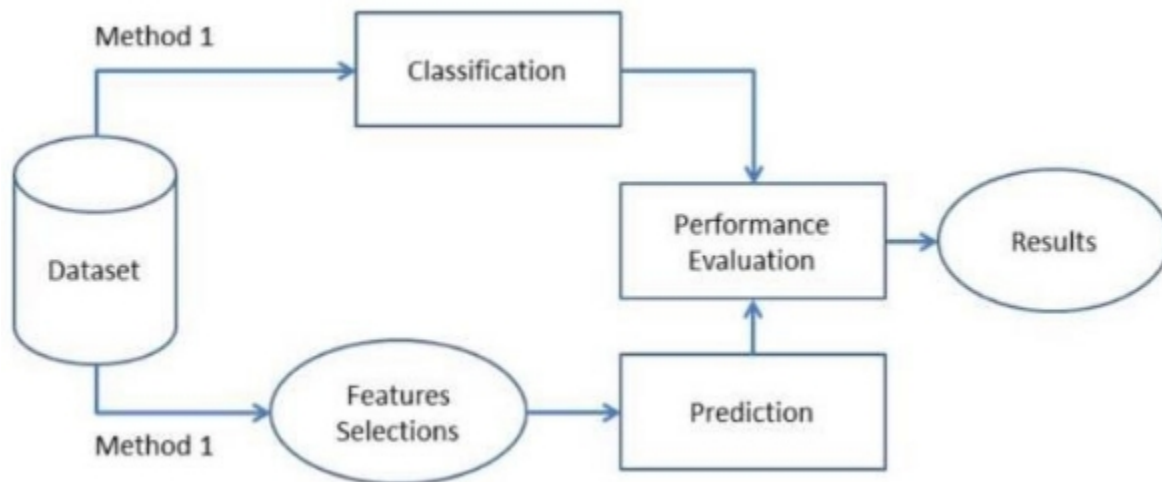 Method 1
Classification
Dataset
Performance
Evaluation
Results
Features
Selections
Prediction
Method 1